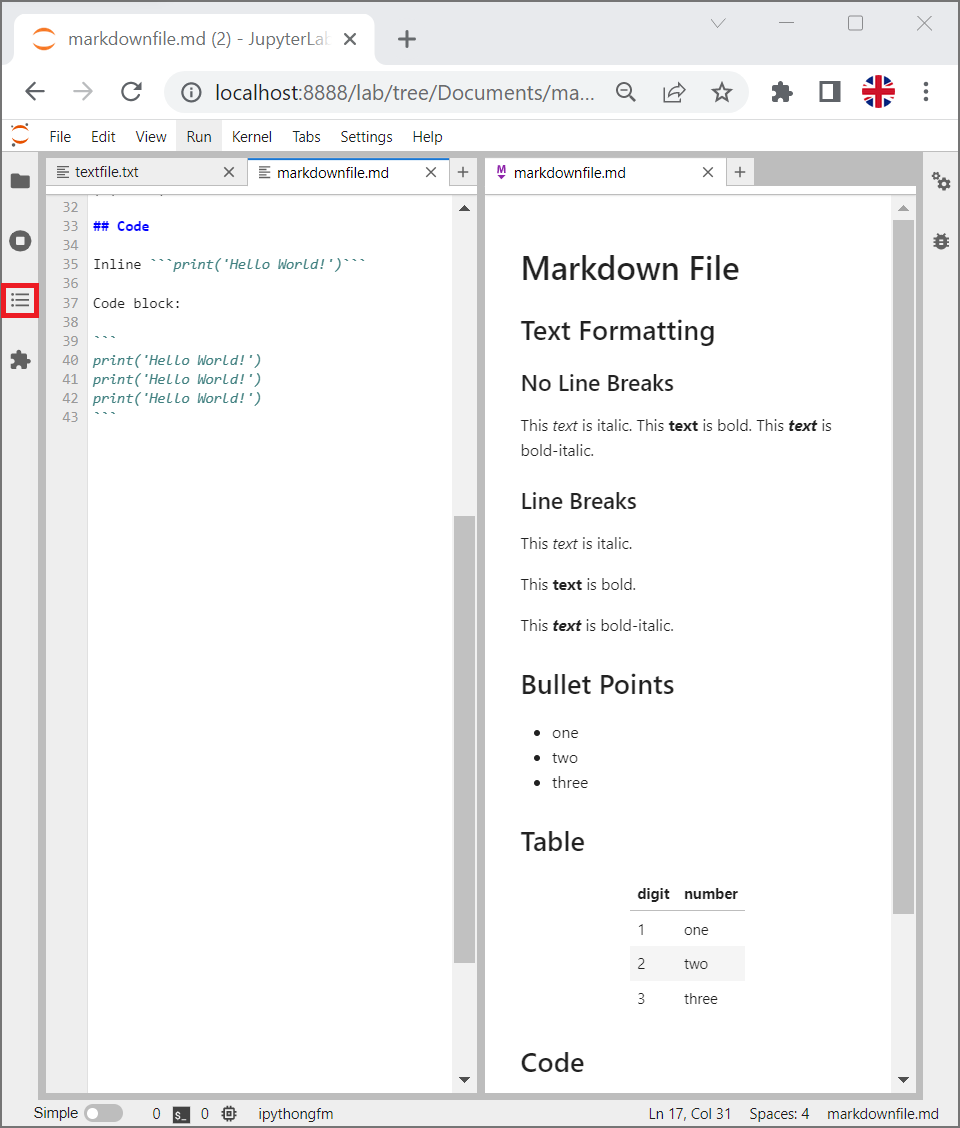 markdownfile.md (2) - JupyterLab
localhost:8888/lab/tree/Documents/ma...
File Edit View Run Kernel Tabs Settings Help
textfile.txt
markdownfile.md
32
33 ## Code
34
35 Inline ```print('Hello World!')```
36
37 Code block:
38
39 ```
40 print('Hello World!')
41 print('Hello World!')
42 print('Hello World!')
43 ```
M markdownfile.md
Markdown File
Text Formatting
No Line Breaks
This text is italic. This text is bold. This text is
bold-italic.
Line Breaks
This text is italic.
This text is bold.
This text is bold-italic.
Bullet Points
• one
• two
• three
Table
digit number
1 one
2 two
3 three
Code
Simple 0 $_ 0 ipythongfm Ln 17, Col 31 Spaces: 4 markdownfile.md